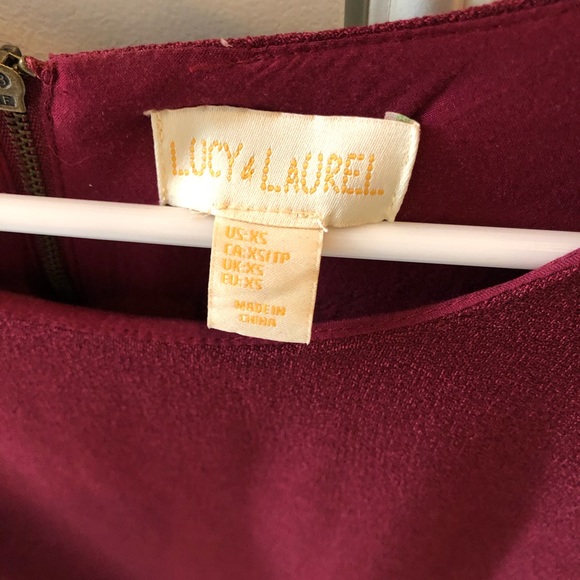 LUCY & LAUREL
US:XS
CA:XS/TP
UK:XS
EU:XS
MADE IN
CHINA